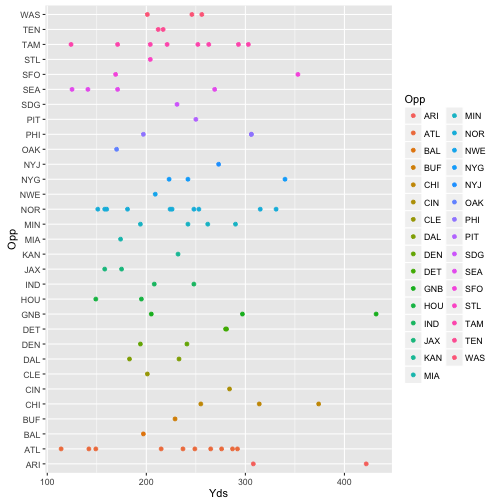 WAS
TEN
TAM
STL
SFO
SEA
SDG
PIT
PHI
OAK
NYJ
NYG
NWE
NOR
MIN
MIA
KAN
JAX
IND
HOU
GNB
DET
DEN
DAL
CLE
CIN
CHI
BUF
BAL
ATL
ARI
Opp
100 200 300 400
Yds
Opp
ARI MIN
ATL NOR
BAL NWE
BUF NYG
CHI NYJ
CIN OAK
CLE PHI
DAL PIT
DEN SDG
DET SEA
GNB SFO
HOU STL
IND TAM
JAX TEN
KAN WAS
MIA